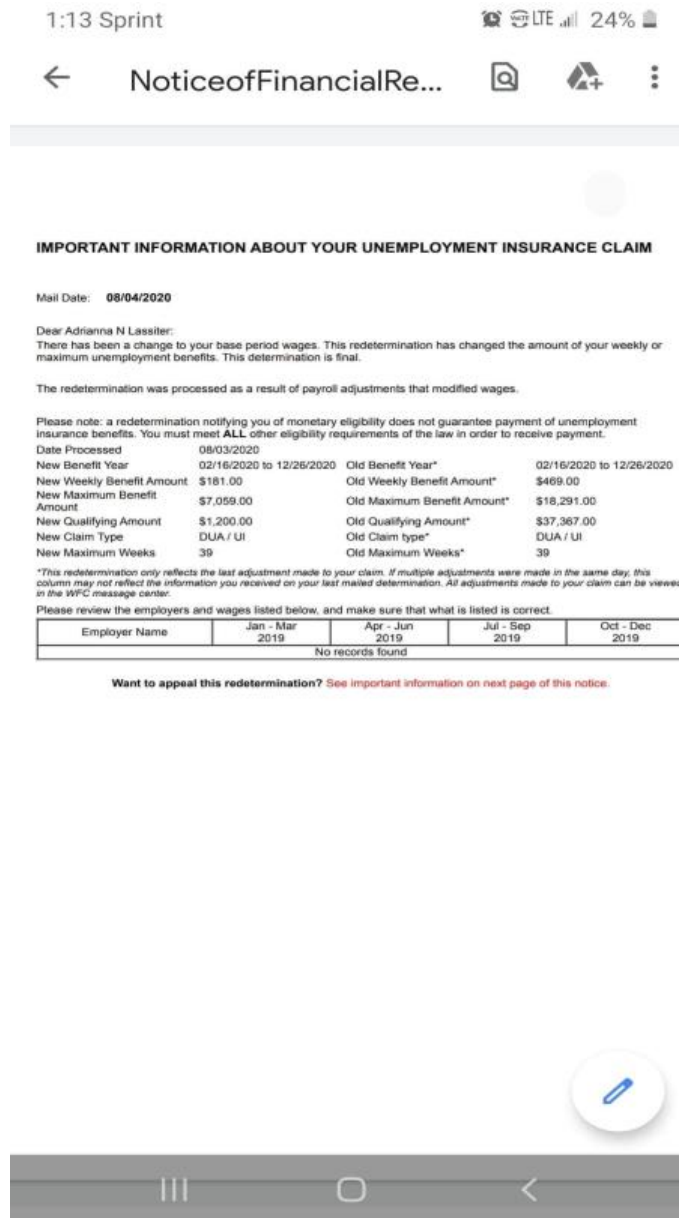 1:13 Sprint LTE 24%
NoticeofFinancialRe...
IMPORTANT INFORMATION ABOUT YOUR UNEMPLOYMENT INSURANCE CLAIM
Mail Date: 08/04/2020
Dear Adrianna N Lassiter:
There has been a change to your base period wages. This redetermination has changed the amount of your weekly or
maximum unemployment benefits. This determination is final.
The redetermination was processed as a result of payroll adjustments that modified wages.
Please note: a redetermination notifying you of monetary eligibility does not guarantee payment of unemployment
insurance benefits. You must meet ALL other eligibility requirements of the law in order to receive payment.
Date Processed 08/03/2020
New Benefit Year 02/16/2020 to 12/26/2020 Old Benefit Year* 02/16/2020 to 12/26/2020
New Weekly Benefit Amount $181.00 Old Weekly Benefit Amount* $469.00
New Maximum Benefit
Amount $7,059.00 Old Maximum Benefit Amount* $18,291.00
New Qualifying Amount $1,200.00 Old Qualifying Amount* $37,367.00
New Claim Type DUA / UI Old Claim type* DUA / UI
New Maximum Weeks 39 Old Maximum Weeks* 39
*This redetermination only reflects the last adjustment made to your claim. If multiple adjustments were made in the same day, this
column may not reflect the information you received on your last mailed determination. All adjustments made to your claim can be viewed
in the WFC message center.
Please review the employers and wages listed below, and make sure that what is listed is correct.
Employer Name Jan - Mar 2019 Apr - Jun 2019 Jul - Sep 2019 Oct - Dec 2019
No records found
Want to appeal this redetermination? See important information on next page of this notice.